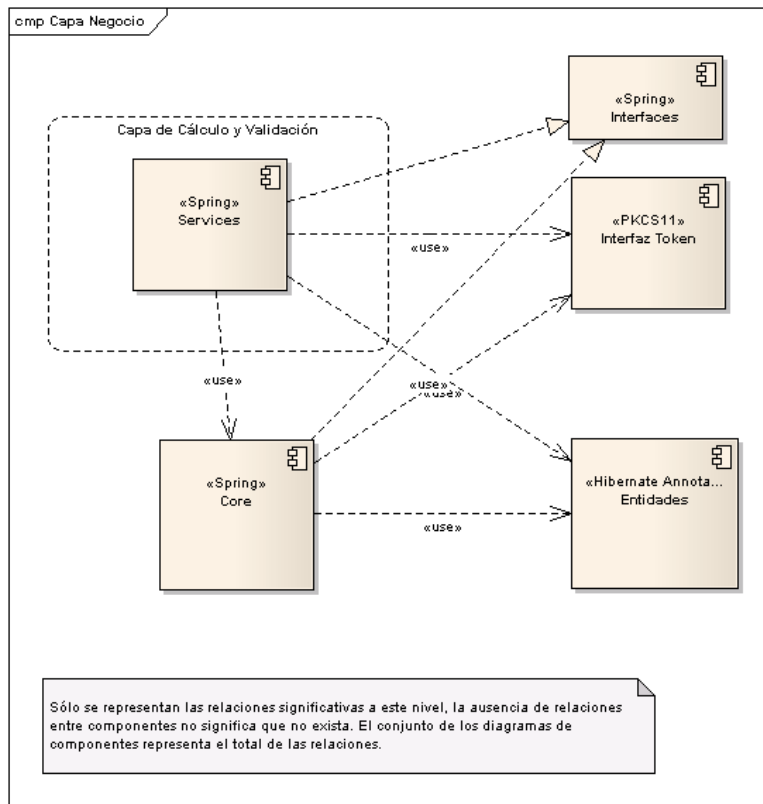 cmp Capa Negocio
«Spring»
Interfaces
Capa de Cálculo y Validación
«Spring»
Services
«PKCS11»
Interfaz Token
«use»
«use»
«use»
«use»
«Spring»
Core
«Hibernate Annota...
Entidades
«use»
Sólo se representan las relaciones significativas a este nivel, la ausencia de relaciones
entre componentes no significa que no exista. El conjunto de los diagramas de
componentes representa el total de las relaciones.